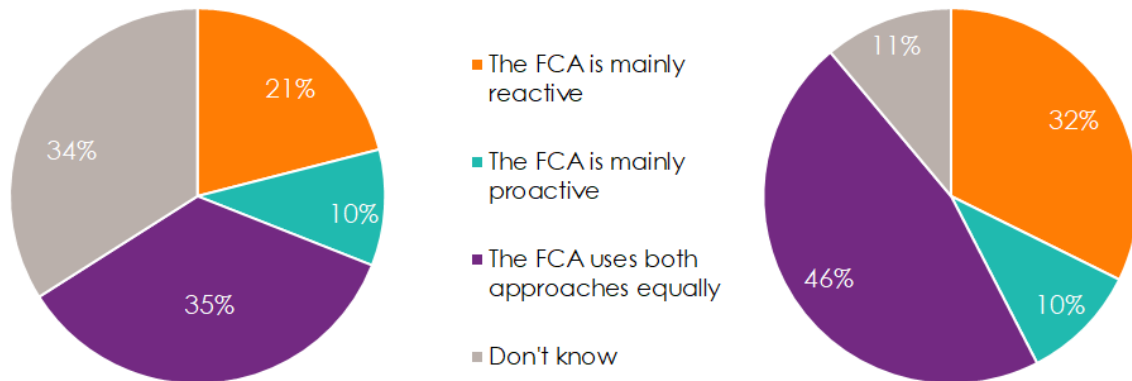 21%
10%
35%
34%
The FCA is mainly
reactive
The FCA is mainly
proactive
The FCA uses both
approaches equally
Don't know
32%
10%
46%
11%